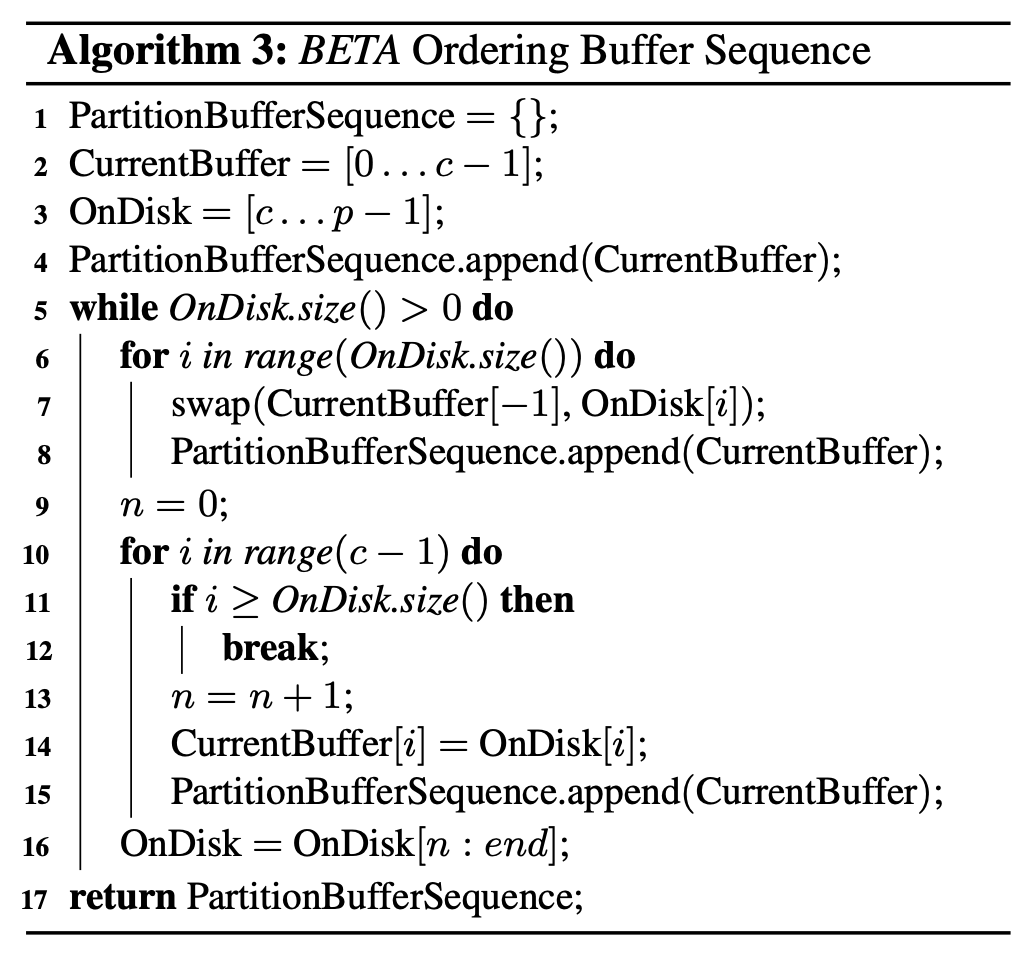 Algorithm 3: BETA Ordering Buffer Sequence
1 PartitionBufferSequence = {};
2 CurrentBuffer = [0 … c − 1];
3 OnDisk = [c … p − 1];
4 PartitionBufferSequence.append(CurrentBuffer);
5 while OnDisk.size() > 0 do
6 for i in range(OnDisk.size()) do
7 swap(CurrentBuffer[−1], OnDisk[i]);
8 PartitionBufferSequence.append(CurrentBuffer);
9 n = 0;
10 for i in range(c − 1) do
11 if i ≥ OnDisk.size() then
12 break;
13 n = n + 1;
14 CurrentBuffer[i] = OnDisk[i];
15 PartitionBufferSequence.append(CurrentBuffer);
16 OnDisk = OnDisk[n : end];
17 return PartitionBufferSequence;